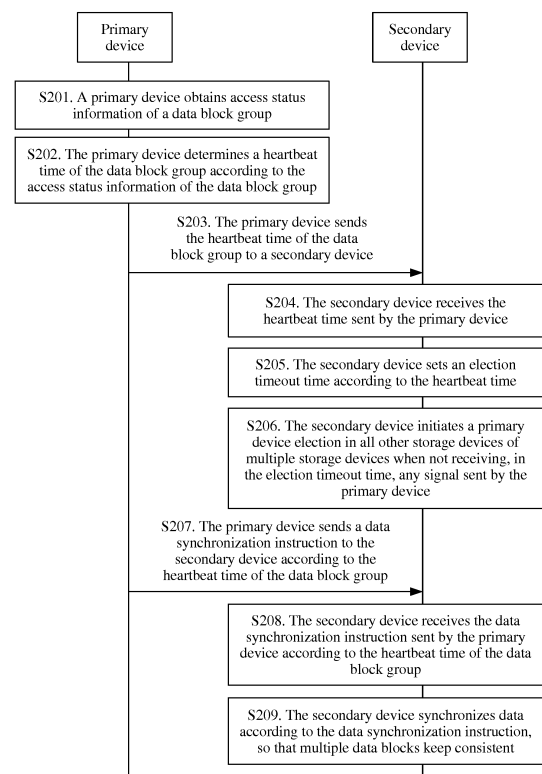 Primary
device
Secondary
device
S201. A primary device obtains access status
information of a data block group
S202. The primary device determines a heartbeat
time of the data block group according to the
access status information of the data block group
S203. The primary device sends
the heartbeat time of the data
block group to a secondary device
S204. The secondary device receives the
heartbeat time sent by the primary device
S205. The secondary device sets an election
timeout time according to the heartbeat time
S206. The secondary device initiates a primary
device election in all other storage devices of
multiple storage devices when not receiving, in
the election timeout time, any signal sent by the
primary device
S207. The primary device sends a data
synchronization instruction to the
secondary device according to the
heartbeat time of the data block group
S208. The secondary device receives the data
synchronization instruction sent by the primary
device according to the heartbeat time of the data
block group
S209. The secondary device synchronizes data
according to the data synchronization instruction,
so that multiple data blocks keep consistent